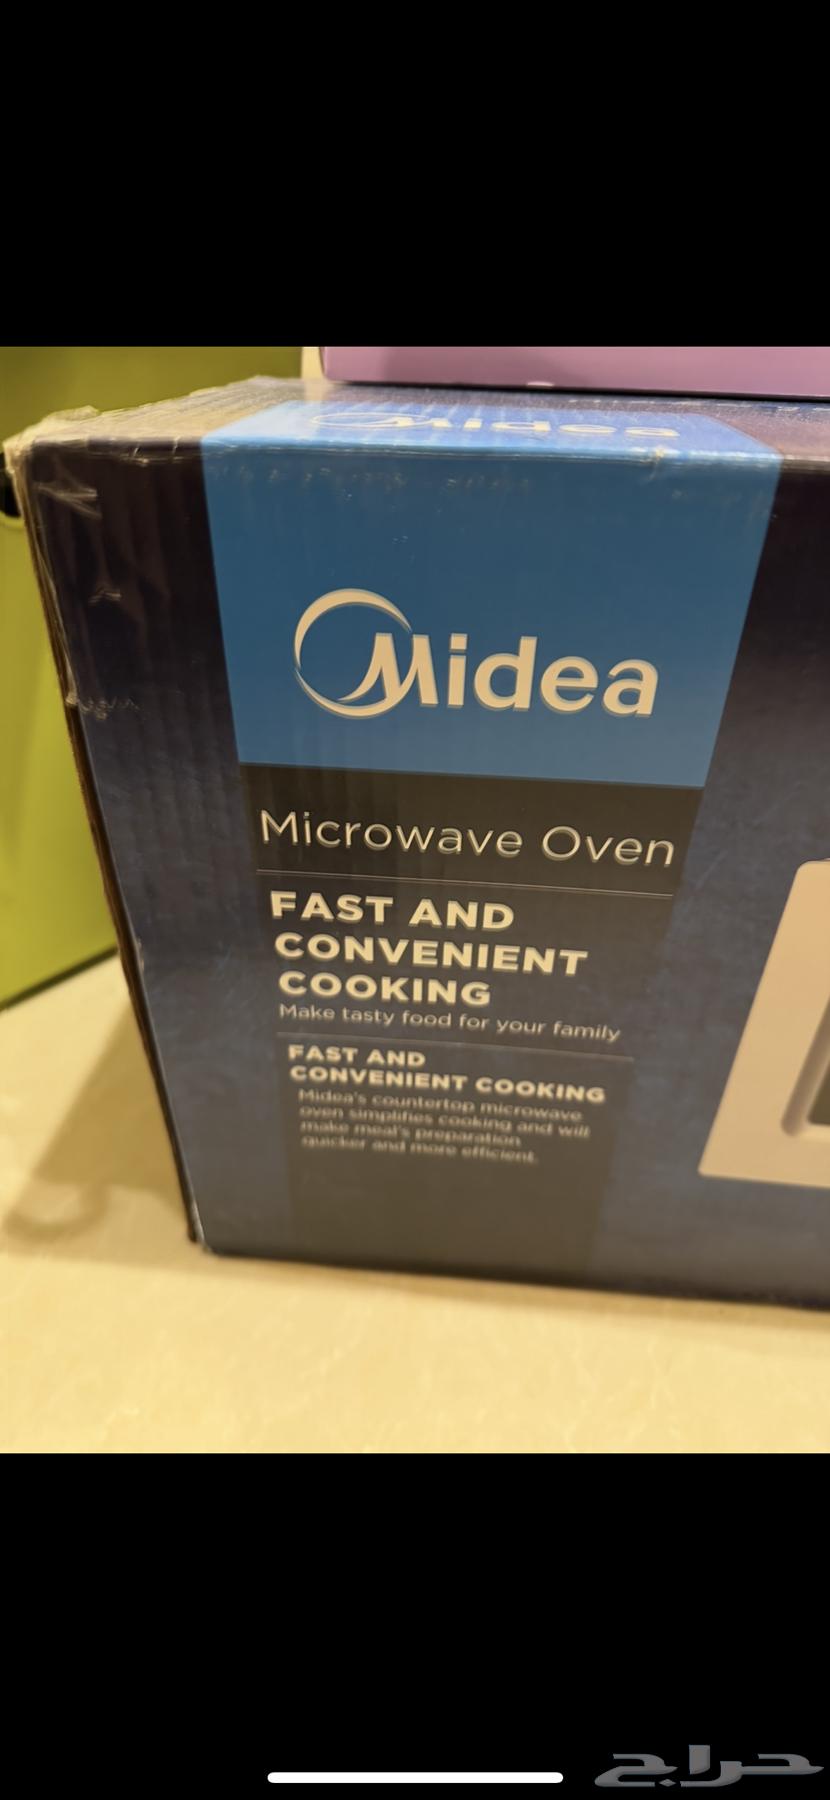 Midea
Midea
Microwave Oven
FAST AND
CONVENIENT
COOKING
Make tasty food for your family
FAST AND
CONVENIENT COOKING
Midea's countertop microwave
oven simplifies cooking and will
make meal's preparation
quicker and more efficient.
حراج